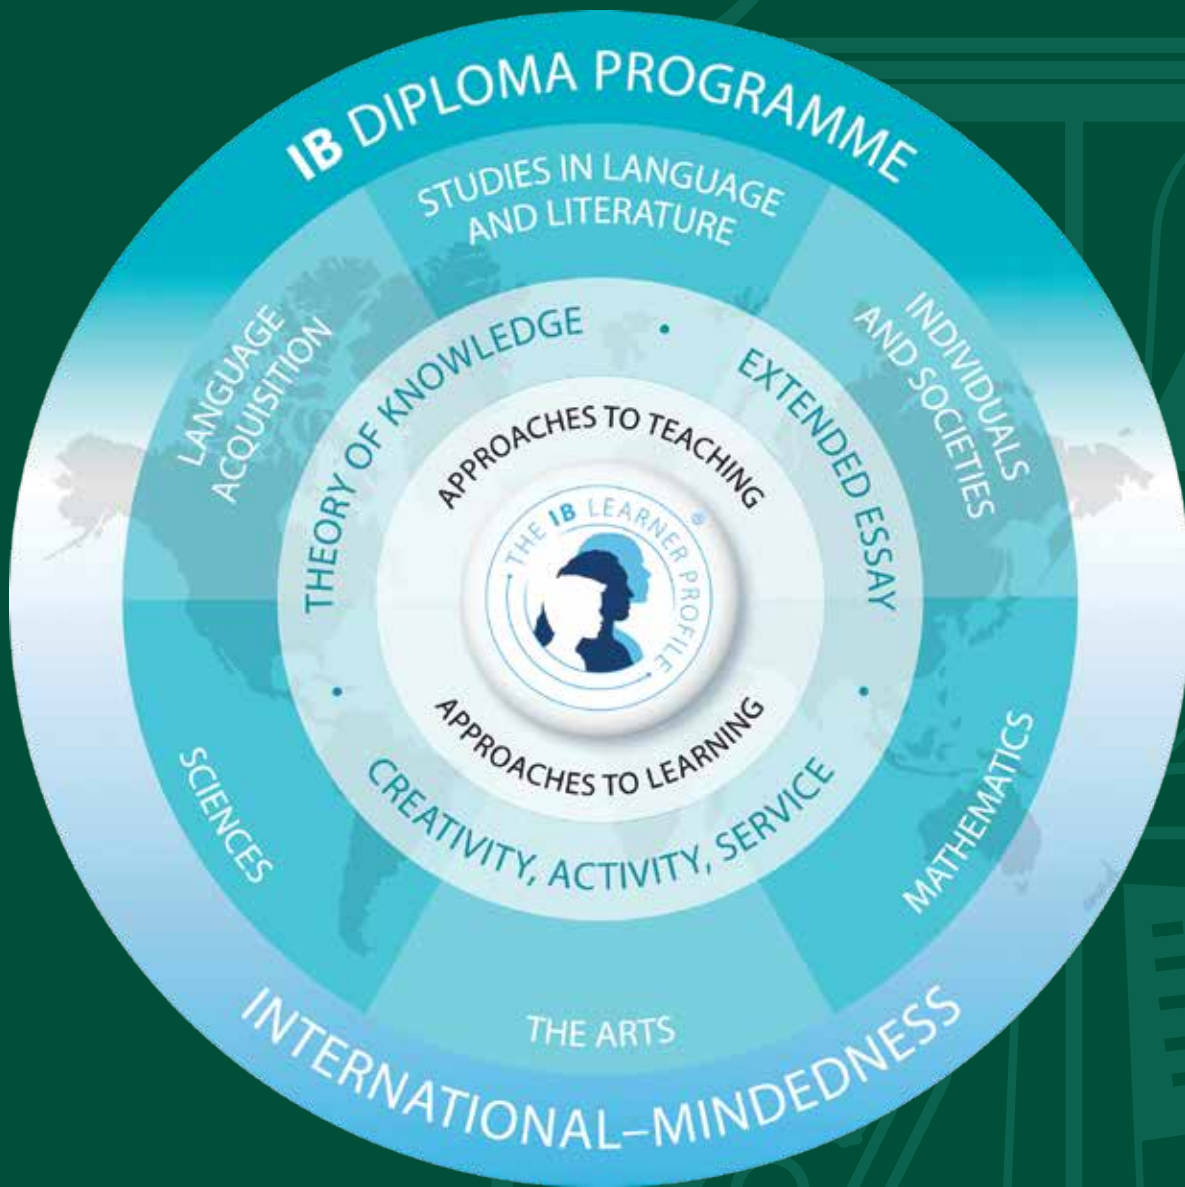 IB DIPLOMA PROGRAMME
STUDIES IN LANGUAGE
AND LITERATURE
LANGUAGE
ACQUISITION
INDIVIDUALS
AND SOCIETIES
THEORY OF KNOWLEDGE
•
EXTENDED ESSAY
•
APPROACHES TO TEACHING
THE IB LEARNER PROFILE
®
APPROACHES TO LEARNING
•
CREATIVITY, ACTIVITY, SERVICE
SCIENCES
MATHEMATICS
THE ARTS
INTERNATIONAL–MINDEDNESS